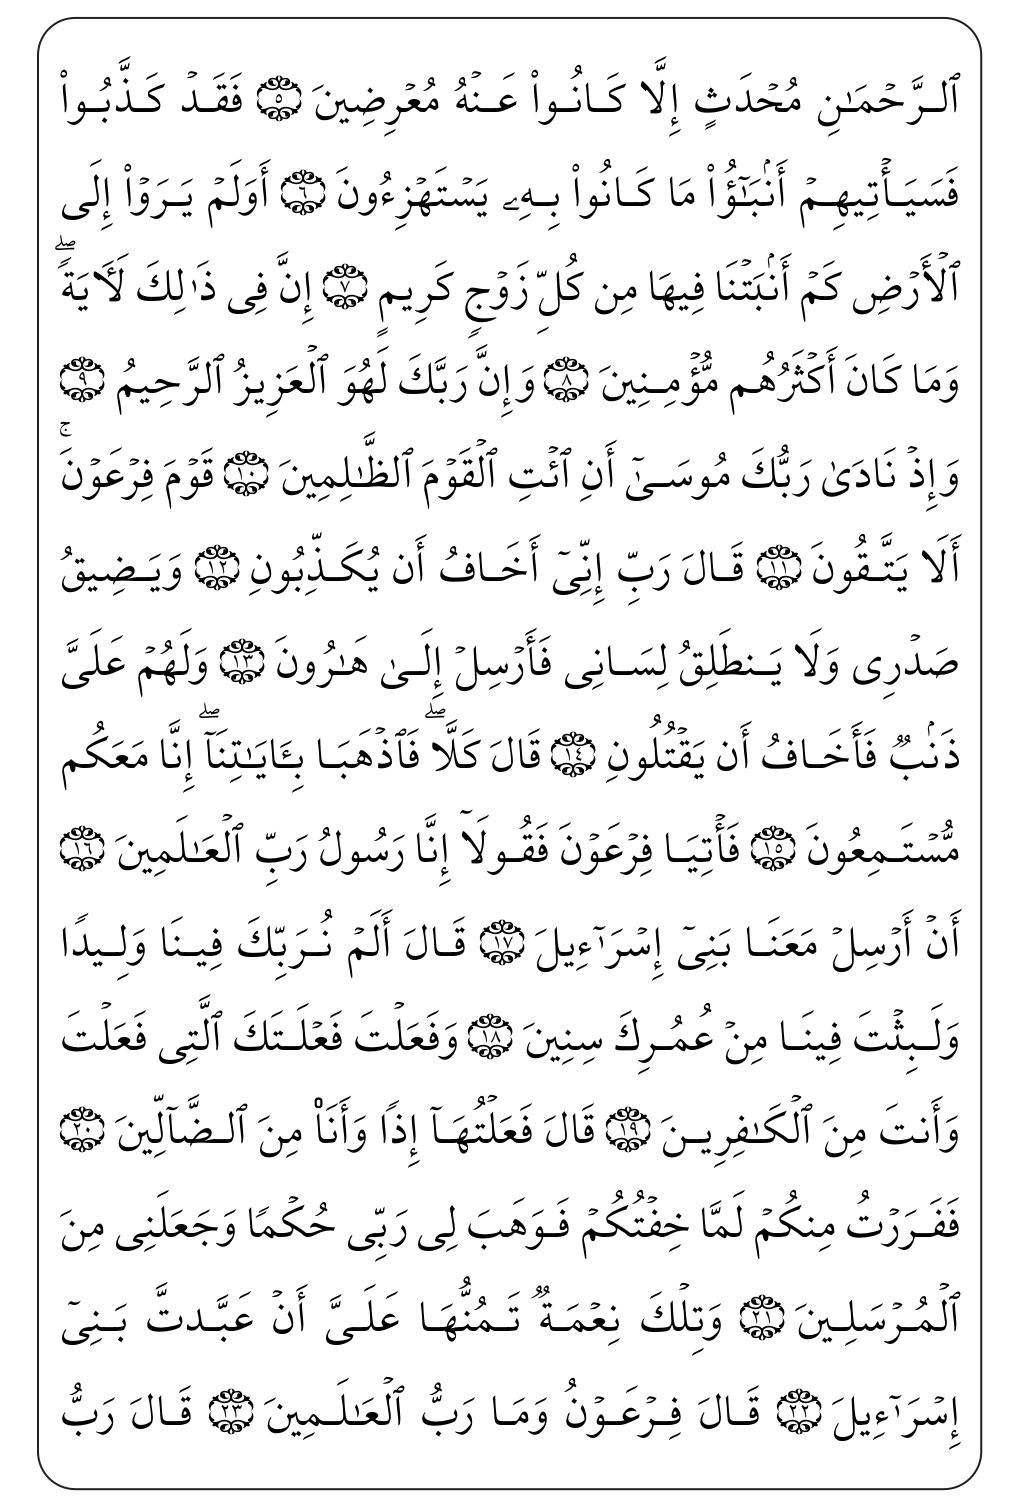 ٱلرَّحۡمَٰنِ مُحۡدَثٍ إِلَّا كَانُواْ عَنۡهُ مُعۡرِضِينَ ٥ فَقَدۡ كَذَّبُواْ
فَسَيَأۡتِيهِمۡ أَنۢبَٰٓؤُاْ مَا كَانُواْ بِهِۦ يَسۡتَهۡزِءُونَ ٦ أَوَلَمۡ يَرَوۡاْ إِلَى
ٱلۡأَرۡضِ كَمۡ أَنۢبَتۡنَا فِيهَا مِن كُلِّ زَوۡجٖ كَرِيمٍ ٧ إِنَّ فِي ذَٰلِكَ لَأٓيَةٗۖ
وَمَا كَانَ أَكۡثَرُهُم مُّؤۡمِنِينَ ٨ وَإِنَّ رَبَّكَ لَهُوَ ٱلۡعَزِيزُ ٱلرَّحِيمُ ٩
وَإِذۡ نَادَىٰ رَبُّكَ مُوسَىٰٓ أَنِ ٱئۡتِ ٱلۡقَوۡمَ ٱلظَّٰلِمِينَ ١٠ قَوۡمَ فِرۡعَوۡنَۚ
أَلَا يَتَّقُونَ ١١ قَالَ رَبِّ إِنِّيٓ أَخَافُ أَن يُكَذِّبُونِ ١٢ وَيَضِيقُ
صَدۡرِي وَلَا يَنطَلِقُ لِسَانِي فَأَرۡسِلۡ إِلَىٰ هَٰرُونَ ١٣ وَلَهُمۡ عَلَيَّ
ذَنۢبٞ فَأَخَافُ أَن يَقۡتُلُونِ ١٤ قَالَ كَلَّاۖ فَٱذۡهَبَا بِـَٔايَٰتِنَآۖ إِنَّا مَعَكُم
مُّسۡتَمِعُونَ ١٥ فَأۡتِيَا فِرۡعَوۡنَ فَقُولَآ إِنَّا رَسُولُ رَبِّ ٱلۡعَٰلَمِينَ ١٦
أَنۡ أَرۡسِلۡ مَعَنَا بَنِيٓ إِسۡرَٰٓءِيلَ ١٧ قَالَ أَلَمۡ نُرَبِّكَ فِينَا وَلِيدٗا
وَلَبِثۡتَ فِينَا مِنۡ عُمُرِكَ سِنِينَ ١٨ وَفَعَلۡتَ فَعۡلَتَكَ ٱلَّتِي فَعَلۡتَ
وَأَنتَ مِنَ ٱلۡكَٰفِرِينَ ١٩ قَالَ فَعَلۡتُهَآ إِذٗا وَأَنَا۠ مِنَ ٱلضَّآلِّينَ ٢٠
فَفَرَرۡتُ مِنكُمۡ لَمَّا خِفۡتُكُمۡ فَوَهَبَ لِي رَبِّي حُكۡمٗا وَجَعَلَنِي مِنَ
ٱلۡمُرۡسَلِينَ ٢١ وَتِلۡكَ نِعۡمَةٞ تَمُنُّهَا عَلَيَّ أَنۡ عَبَّدتَّ بَنِيٓ
إِسۡرَٰٓءِيلَ ٢٢ قَالَ فِرۡعَوۡنُ وَمَا رَبُّ ٱلۡعَٰلَمِينَ ٢٣ قَالَ رَبُّ